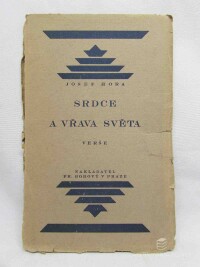 JOSEF HORA
SRDCE
A VŘAVA SVĚTA
VERŠE
NAKLADATEL
FR. BOROVÝ V PRAZE